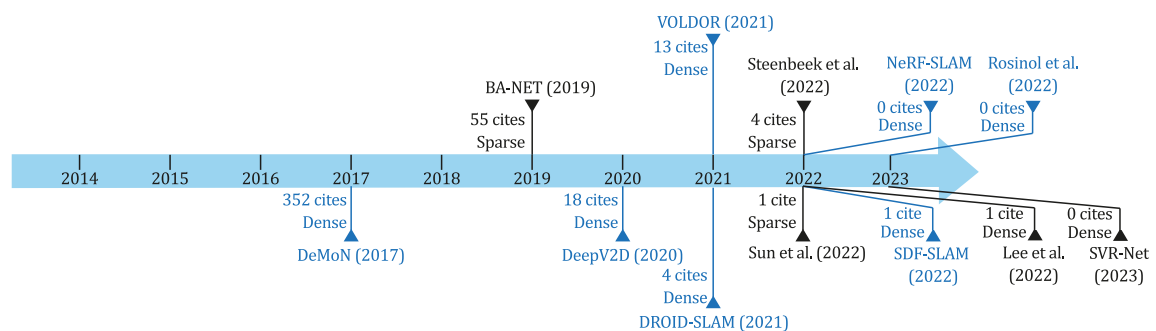 VOLDOR (2021)
13 cites
Dense
BA-NET (2019)
55 cites
Sparse
Steenbeek et al.
(2022)
4 cites
Sparse
NeRF-SLAM
(2022)
0 cites
Dense
Rosinol et al.
(2022)
0 cites
Dense
2014 2015 2016 2017 2018 2019 2020 2021 2022 2023
352 cites
Dense
DeMoN (2017)
18 cites
Dense
DeepV2D (2020)
4 cites
Dense
DROID-SLAM (2021)
1 cite
Sparse
Sun et al. (2022)
1 cite
Dense
SDF-SLAM
(2022)
1 cite
Dense
Lee et al.
(2022)
0 cites
Dense
SVR-Net
(2023)